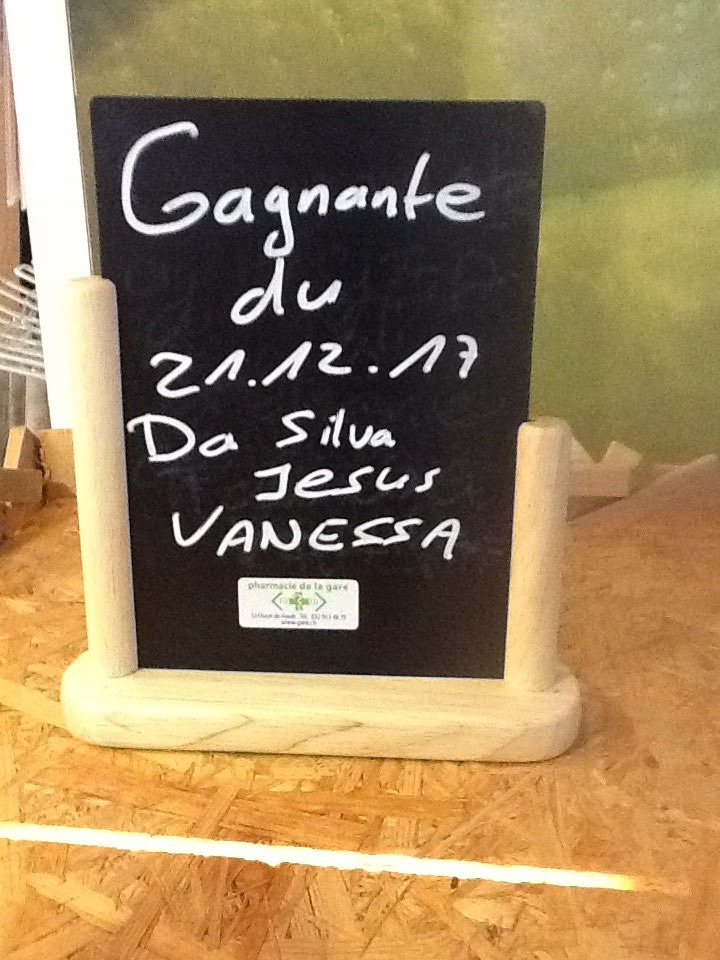 Gagnante
du
21.12.17
Da Silva
Jesus
VANESSA
pharmacie de la gare